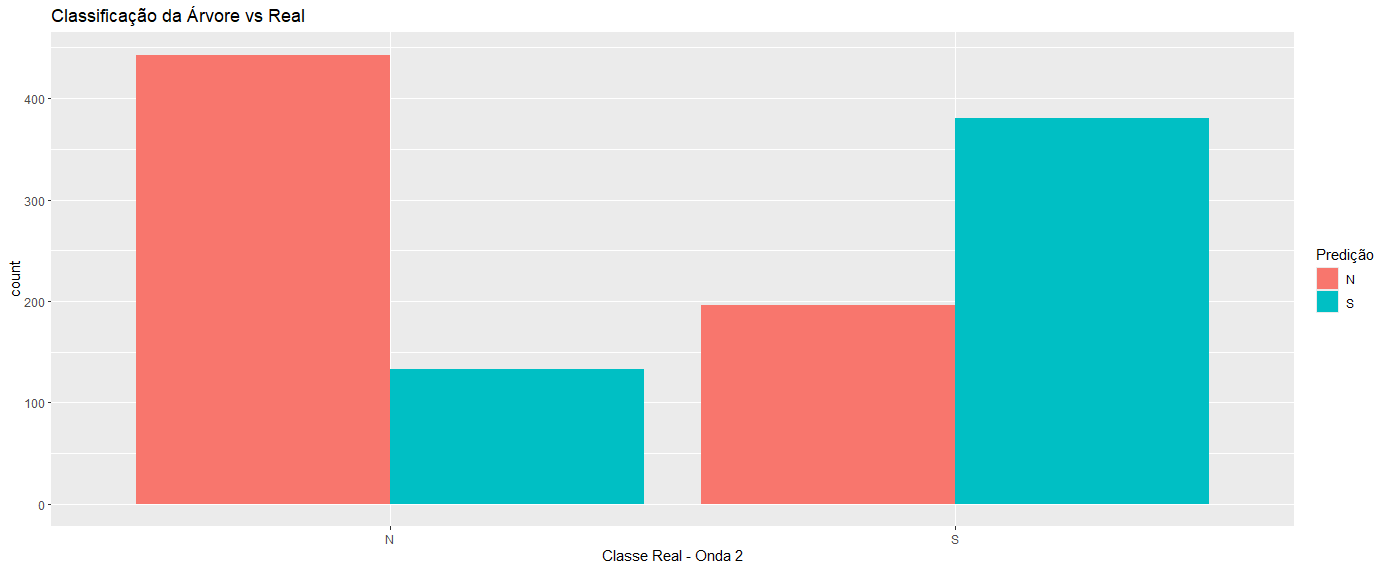 Classificação da Árvore vs Real
count
400
300
200
100
0
N
S
Classe Real - Onda 2
Predição
N
S